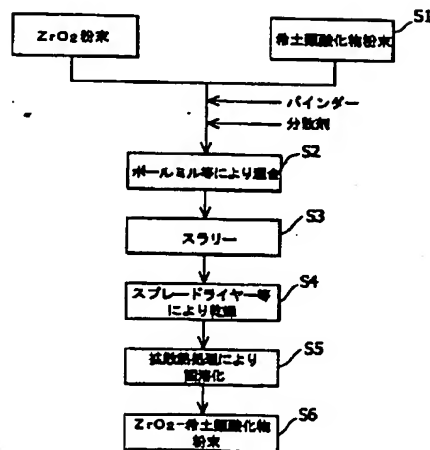 S1
ZrO2粉末
希土類酸化物粉末
バインダー
分散剤
S2
ボールミル等により混合
S3
スラリー
S4
スプレードライヤー等
により乾燥
S5
拡散熱処理により
固溶化
S6
ZrO2-希土類酸化物
粉末